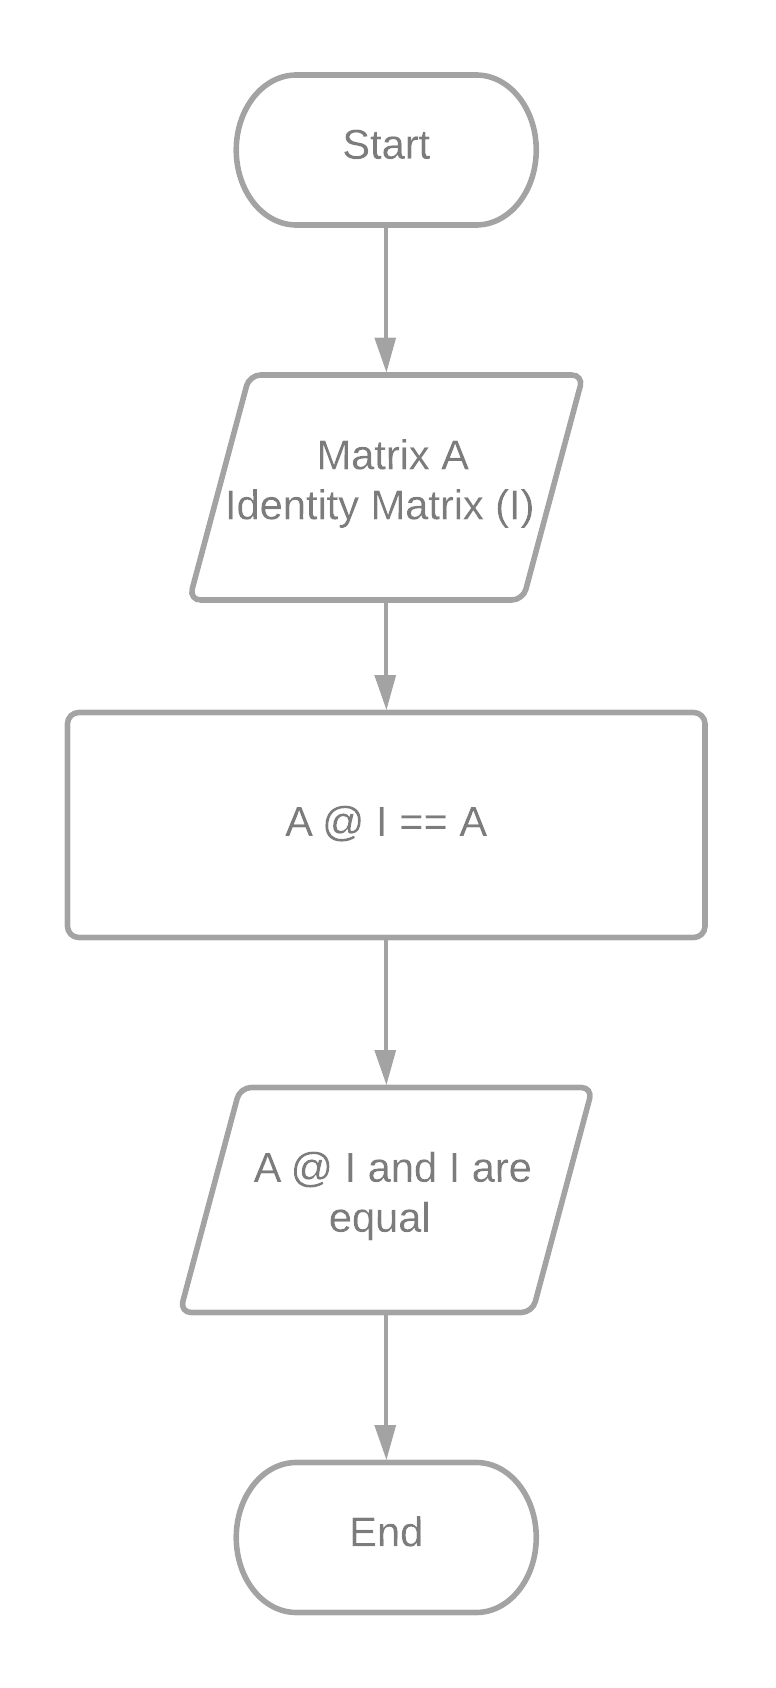 Start
Matrix A
Identity Matrix (I)
A @ I == A
A @ I and I are
equal
End